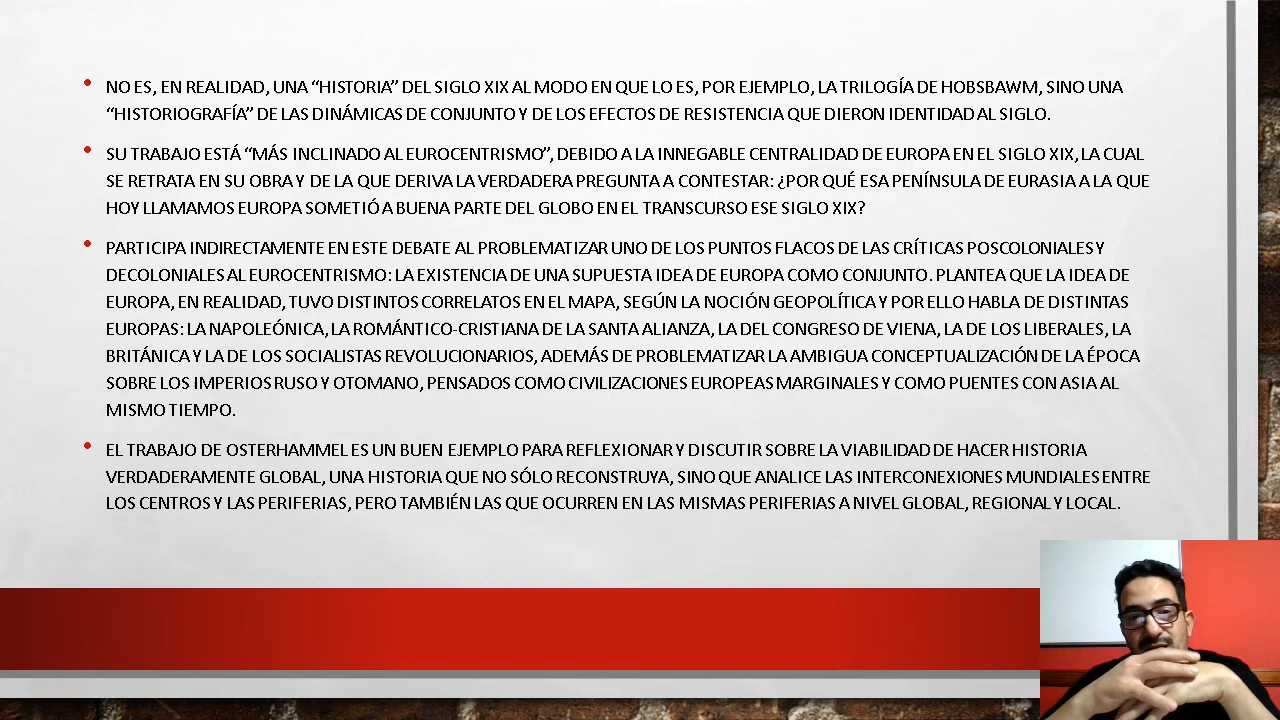 • NO ES, EN REALIDAD, UNA “HISTORIA” DEL SIGLO XIX AL MODO EN QUE LO ES, POR EJEMPLO, LA TRILOGÍA DE HOBSBAWM, SINO UNA
“HISTORIOGRAFÍA” DE LAS DINÁMICAS DE CONJUNTO Y DE LOS EFECTOS DE RESISTENCIA QUE DIERON IDENTIDAD AL SIGLO.
• SU TRABAJO ESTÁ “MÁS INCLINADO AL EUROCENTRISMO”, DEBIDO A LA INNEGABLE CENTRALIDAD DE EUROPA EN EL SIGLO XIX, LA CUAL
SE RETRATA EN SU OBRA Y DE LA QUE DERIVA LA VERDADERA PREGUNTA A CONTESTAR: ¿POR QUÉ ESA PENÍNSULA DE EURASIA A LA QUE
HOY LLAMAMOS EUROPA SOMETIÓ A BUENA PARTE DEL GLOBO EN EL TRANSCURSO ESE SIGLO XIX?
• PARTICIPA INDIRECTAMENTE EN ESTE DEBATE AL PROBLEMATIZAR UNO DE LOS PUNTOS FLACOS DE LAS CRÍTICAS POSCOLONIALES Y
DECOLONIALES AL EUROCENTRISMO: LA EXISTENCIA DE UNA SUPUESTA IDEA DE EUROPA COMO CONJUNTO. PLANTEA QUE LA IDEA DE
EUROPA, EN REALIDAD, TUVO DISTINTOS CORRELATOS EN EL MAPA, SEGÚN LA NOCIÓN GEOPOLÍTICA Y POR ELLO HABLA DE DISTINTAS
EUROPAS: LA NAPOLEÓNICA, LA ROMÁNTICO-CRISTIANA DE LA SANTA ALIANZA, LA DEL CONGRESO DE VIENA, LA DE LOS LIBERALES, LA
BRITÁNICA Y LA DE LOS SOCIALISTAS REVOLUCIONARIOS, ADEMÁS DE PROBLEMATIZAR LA AMBIGUA CONCEPTUALIZACIÓN DE LA ÉPOCA
SOBRE LOS IMPERIOS RUSO Y OTOMANO, PENSADOS COMO CIVILIZACIONES EUROPEAS MARGINALES Y COMO PUENTES CON ASIA AL
MISMO TIEMPO.
• EL TRABAJO DE OSTERHAMMEL ES UN BUEN EJEMPLO PARA REFLEXIONAR Y DISCUTIR SOBRE LA VIABILIDAD DE HACER HISTORIA
VERDADERAMENTE GLOBAL, UNA HISTORIA QUE NO SÓLO RECONSTRUYA, SINO QUE ANALICE LAS INTERCONEXIONES MUNDIALES ENTRE
LOS CENTROS Y LAS PERIFERIAS, PERO TAMBIÉN LAS QUE OCURREN EN LAS MISMAS PERIFERIAS A NIVEL GLOBAL, REGIONAL Y LOCAL.